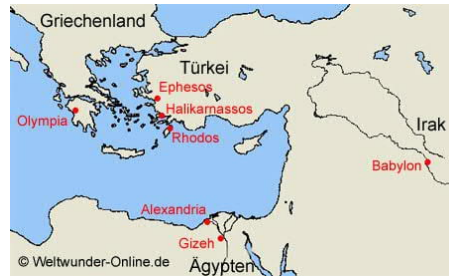 Griechenland
Türkei
Ephesos
Halikarnassos
Olympia
Rhodos
Irak
Babylon
Alexandria
Gizeh
Ägypten
© Weltwunder-Online.de